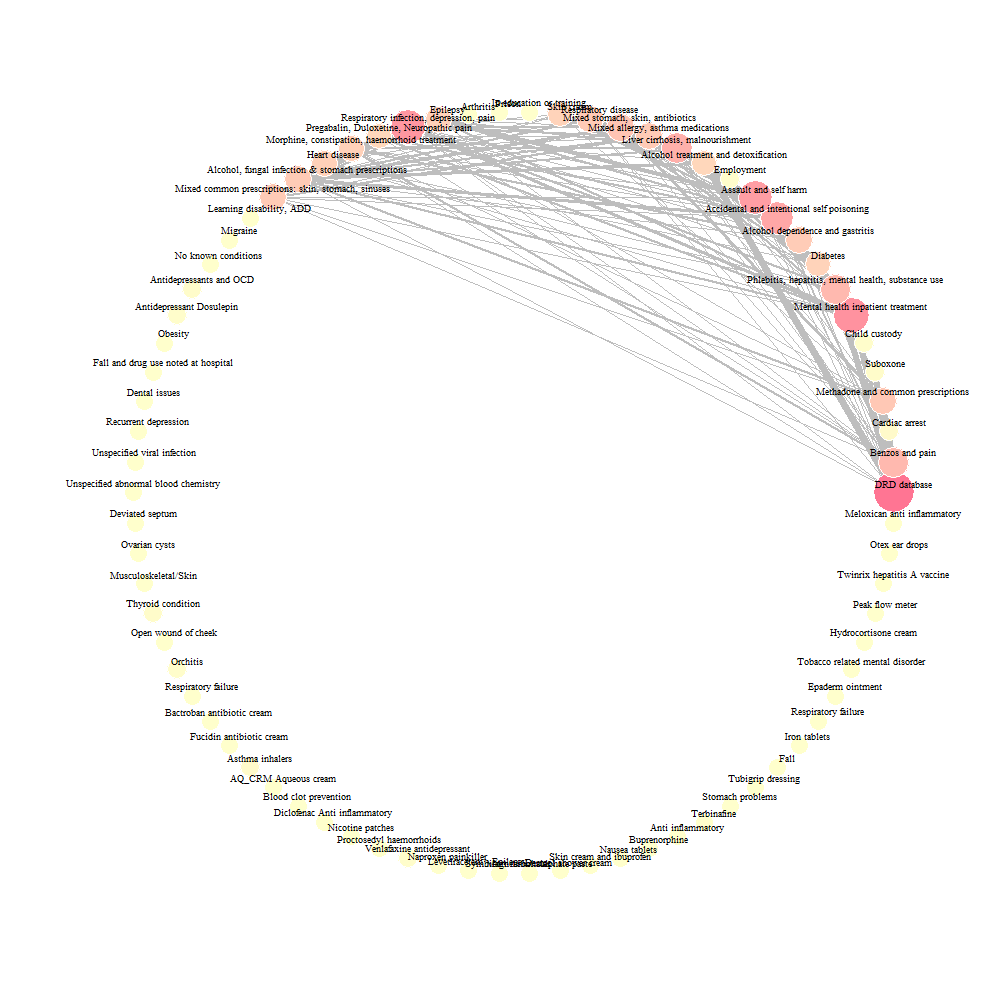 In education or training
Prison
Skin
Arthritis
Epilepsy
Respiratory disease
Respiratory infection, depression, pain
Mixed stomach, skin, antibiotics
Pregabalin, Duloxetine, Neuropathic pain
Mixed allergy, asthma medications
Morphine, constipation, haemorrhoid treatment
Liver cirrhosis, malnourishment
Heart disease
Alcohol treatment and detoxification
Alcohol, fungal infection & stomach prescriptions
Employment
Mixed common prescriptions: skin, stomach, sinuses
Assault and self harm
Learning disability, ADD
Accidental and intentional self poisoning
Migraine
Alcohol dependence and gastritis
No known conditions
Diabetes
Antidepressants and OCD
Phlebitis, hepatitis, mental health, substance use
Antidepressant Dosulepin
Mental health inpatient treatment
Obesity
Child custody
Fall and drug use noted at hospital
Suboxone
Dental issues
Methadone and common prescriptions
Recurrent depression
Cardiac arrest
Unspecified viral infection
Benzos and pain
Unspecified abnormal blood chemistry
DRD database
Deviated septum
Meloxican anti inflammatory
Ovarian cysts
Otex ear drops
Musculoskeletal/Skin
Twinrix hepatitis A vaccine
Thyroid condition
Peak flow meter
Open wound of cheek
Hydrocortisone cream
Orchitis
Tobacco related mental disorder
Respiratory failure
Epaderm ointment
Bactroban antibiotic cream
Respiratory failure
Fucidin antibiotic cream
Iron tablets
Asthma inhalers
Fall
AQ_CRM Aqueous cream
Tubigrip dressing
Blood clot prevention
Stomach problems
Diclofenac Anti inflammatory
Terbinafine
Nicotine patches
Anti inflammatory
Proctosedyl haemorrhoids
Buprenorphine
Venlafaxine antidepressant
Nausea tablets
Naproxen painkiller
Skin cream and ibuprofen